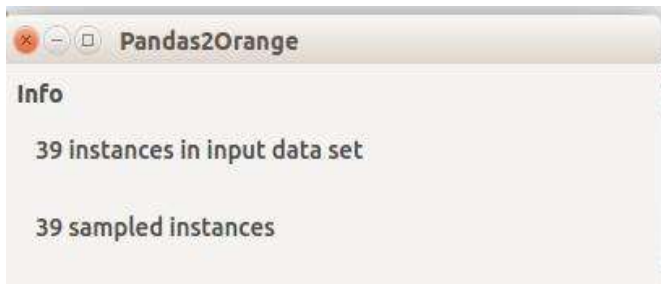 Pandas2Orange
Info
39 instances in input data set
39 sampled instances